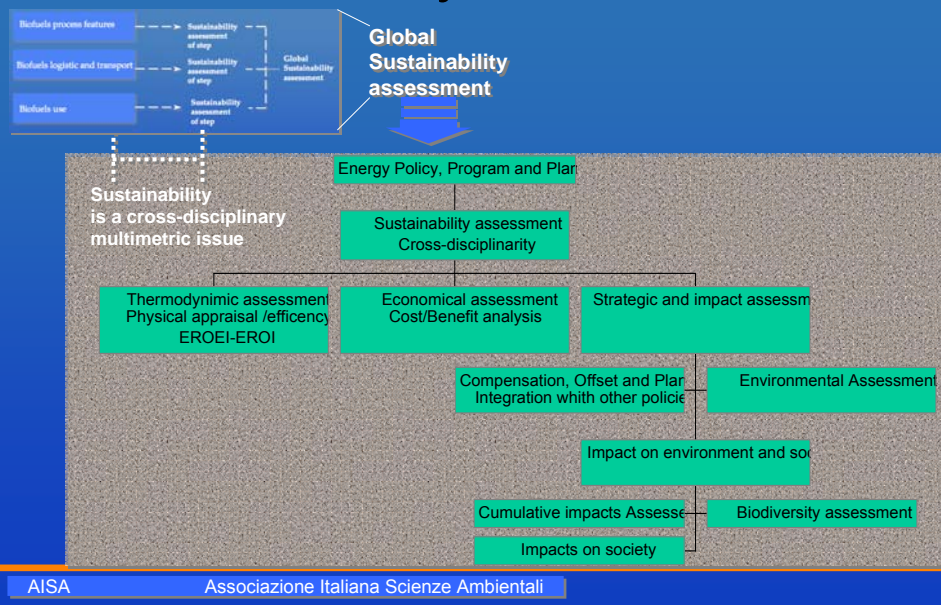 Biofuels process features
Sustainability
assessment
of step
Biofuels logistic and transport
Sustainability
assessment
of step
Global
Sustainability
assessment
Biofuels use
Sustainability
assessment
of step
Global
Sustainability
assessment
Sustainability
is a cross-disciplinary
multimetric issue
Energy Policy, Program and Plan
Sustainability assessment
Cross-disciplinarity
Thermodynimic assessment
Physical appraisal /efficency
EROEI-EROI
Economical assessment
Cost/Benefit analysis
Strategic and impact assessm
Compensation, Offset and Plan
Integration whith other policie
Environmental Assessment
Impact on environment and soc
Cumulative impacts Assesse
Biodiversity assessment
Impacts on society
AISA Associazione Italiana Scienze Ambientali